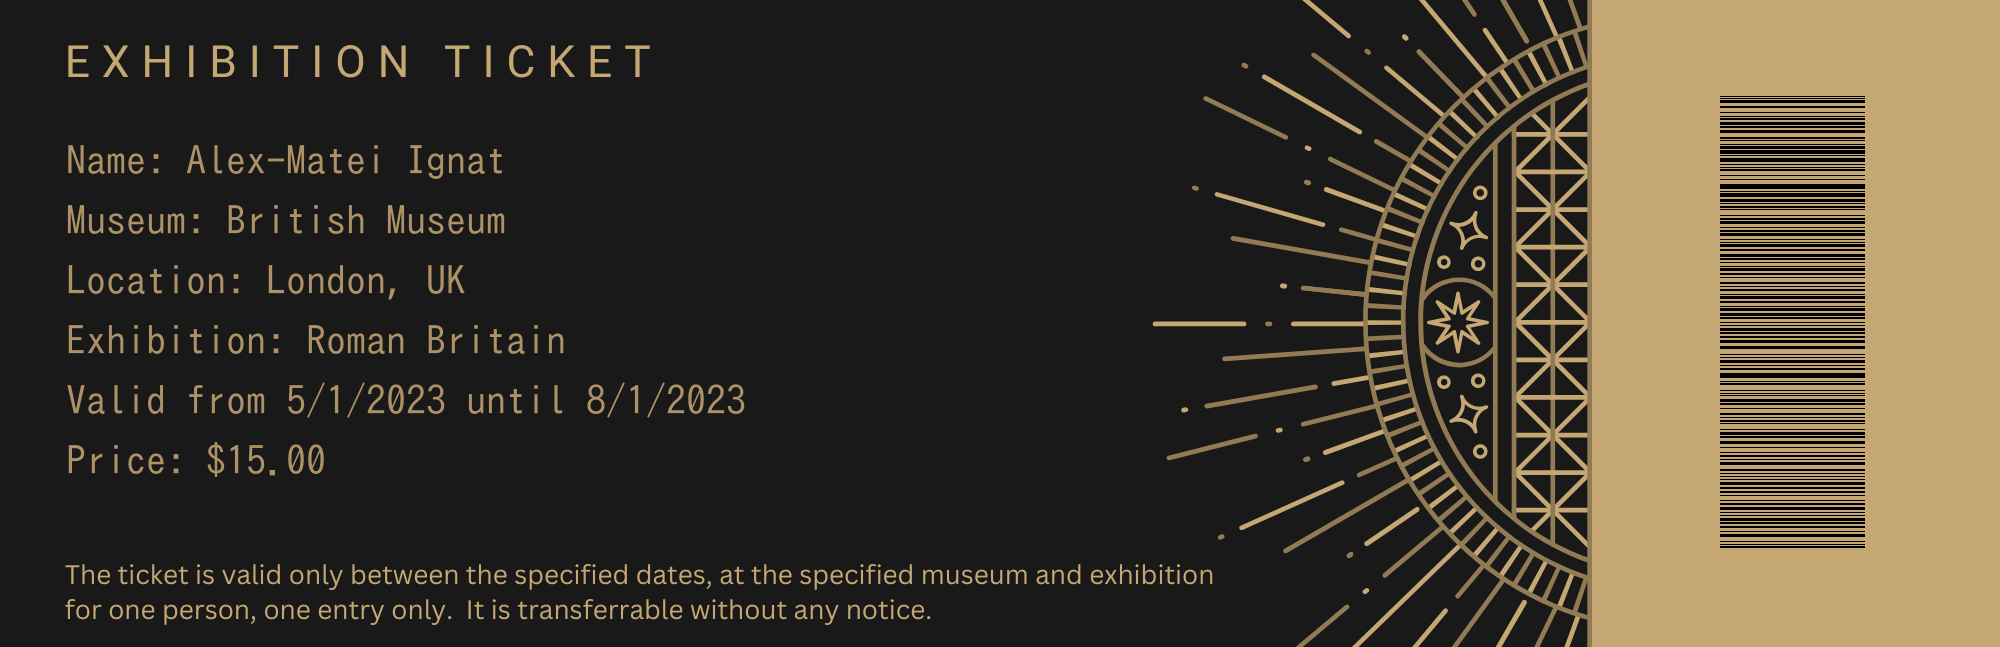 EXHIBITION TICKET
Name: Alex-Matei Ignat
Museum: British Museum
Location: London, UK
Exhibition: Roman Britain
Valid from 5/1/2023 until 8/1/2023
Price: $15.00
The ticket is valid only between the specified dates, at the specified museum and exhibition
for one person, one entry only.  It is transferrable without any notice.